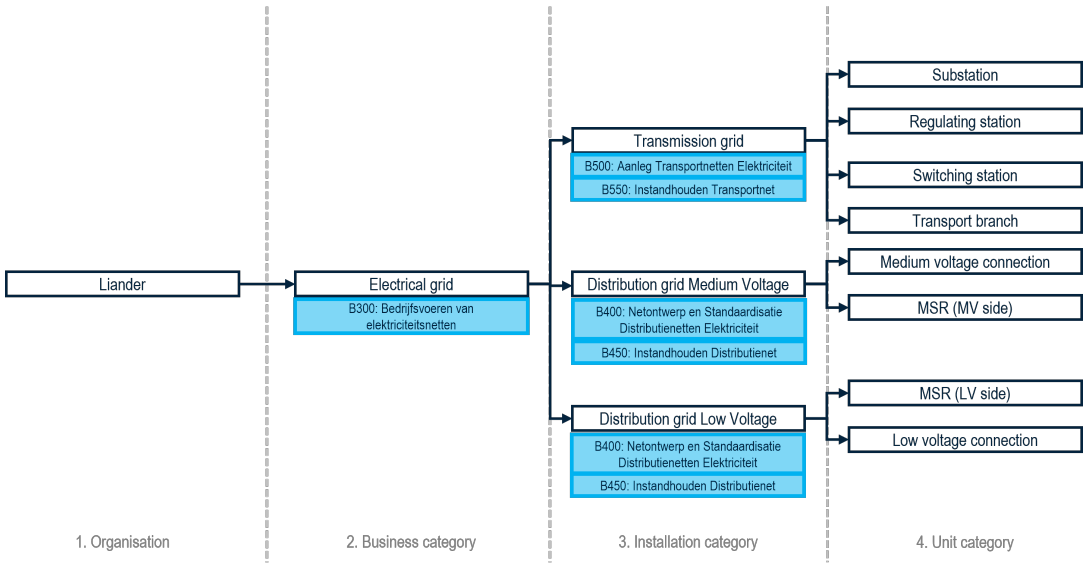 Liander
Electrical grid
B300: Bedrijfsvoeren van
elektriciteitsnetten
Transmission grid
B500: Aanleg Transportnetten Elektriciteit
B550: Instandhouden Transportnet
Distribution grid Medium Voltage
B400: Netontwerp en Standaardisatie
Distributienetten Elektriciteit
B450: Instandhouden Distributienet
Distribution grid Low Voltage
B400: Netontwerp en Standaardisatie
Distributienetten Elektriciteit
B450: Instandhouden Distributienet
Substation
Regulating station
Switching station
Transport branch
Medium voltage connection
MSR (MV side)
MSR (LV side)
Low voltage connection
1. Organisation
2. Business category
3. Installation category
4. Unit category